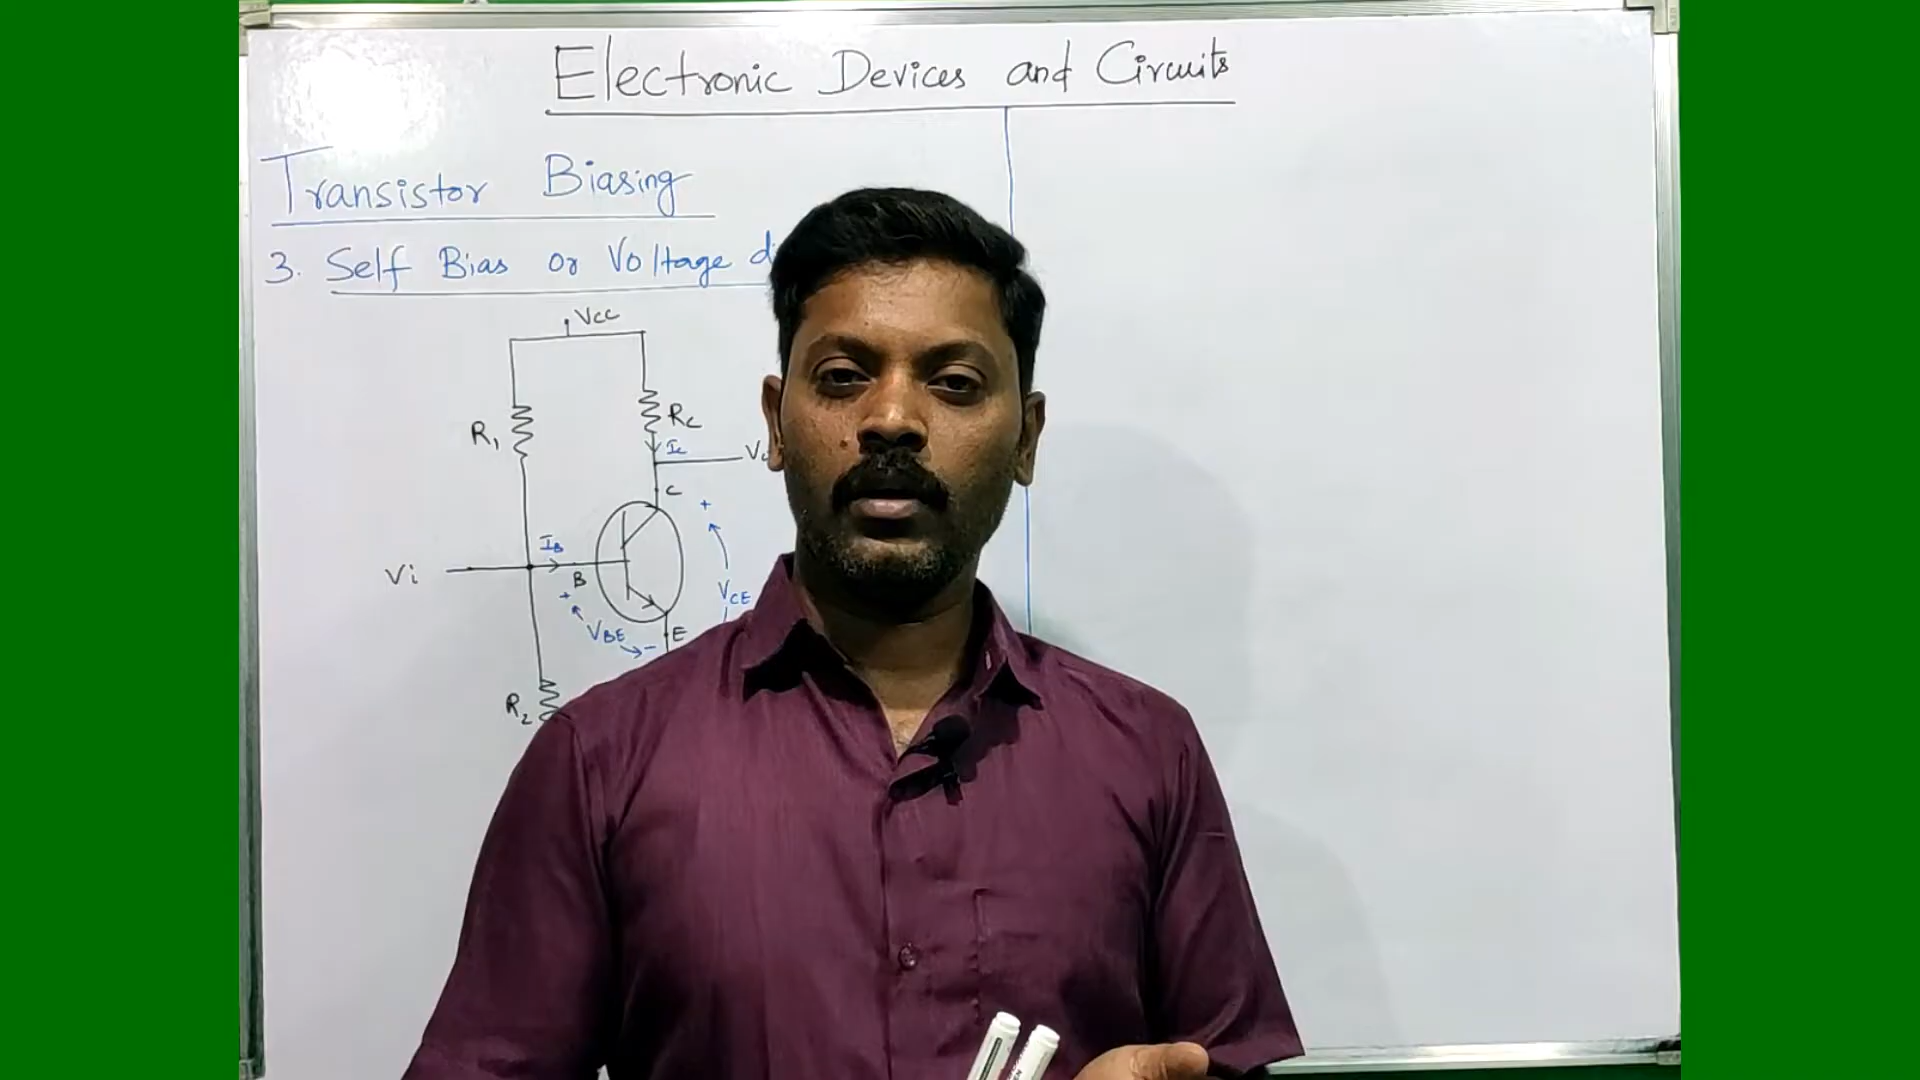 Electronic Devices and Circuits
Transistor Biasing
3. Self Bias or Voltage
VCC
R1
RC
IC
C
+
IB
Vi
B
+
VCE
VBE
-
E
R2